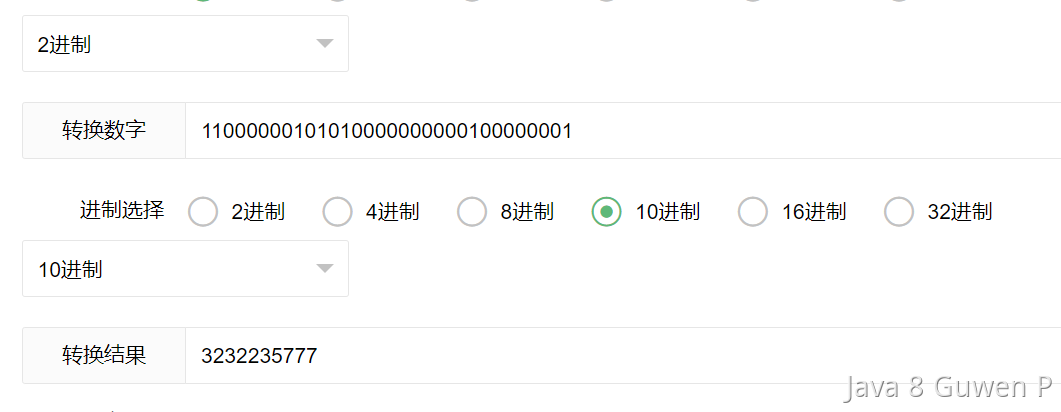 2进制
转换数字 11000000101010000000000100000001
进制选择 2进制 4进制 8进制 10进制 16进制 32进制
10进制
转换结果 3232235777
Java 8 Guwen P